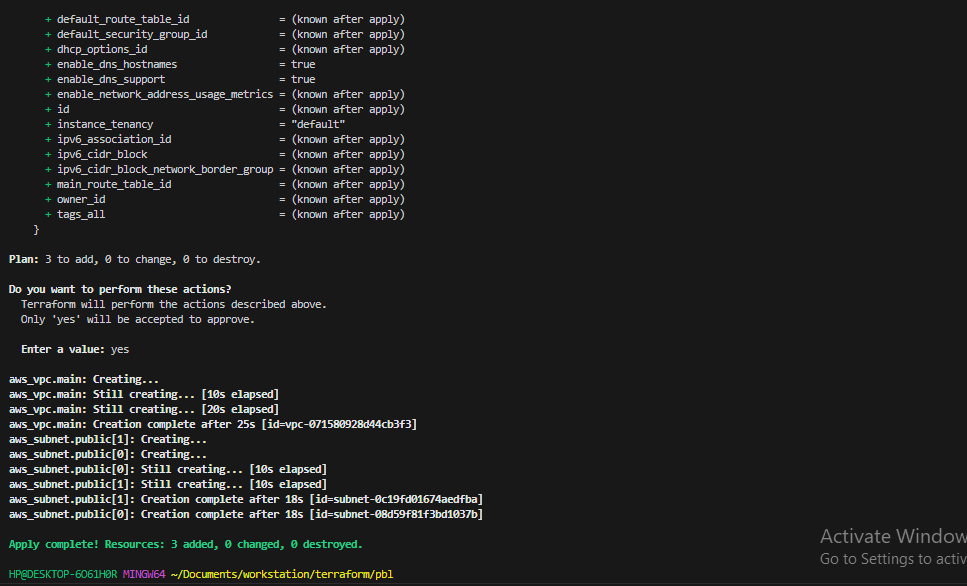 + default_route_table_id = (known after apply)
+ default_security_group_id = (known after apply)
+ dhcp_options_id = (known after apply)
+ enable_dns_hostnames = true
+ enable_dns_support = true
+ enable_network_address_usage_metrics = (known after apply)
+ id = (known after apply)
+ instance_tenancy = "default"
+ ipv6_association_id = (known after apply)
+ ipv6_cidr_block = (known after apply)
+ ipv6_cidr_block_network_border_group = (known after apply)
+ main_route_table_id = (known after apply)
+ owner_id = (known after apply)
+ tags_all = (known after apply)
}
Plan: 3 to add, 0 to change, 0 to destroy.
Do you want to perform these actions?
Terraform will perform the actions described above.
Only 'yes' will be accepted to approve.
Enter a value: yes
aws_vpc.main: Creating...
aws_vpc.main: Still creating... [10s elapsed]
aws_vpc.main: Still creating... [20s elapsed]
aws_vpc.main: Creation complete after 25s [id=vpc-071580928d44cb3f3]
aws_subnet.public[1]: Creating...
aws_subnet.public[0]: Creating...
aws_subnet.public[0]: Still creating... [10s elapsed]
aws_subnet.public[1]: Still creating... [10s elapsed]
aws_subnet.public[1]: Creation complete after 18s [id=subnet-0c19fd01674aedfba]
aws_subnet.public[0]: Creation complete after 18s [id=subnet-08d59f81f3bd1037b]
Apply complete! Resources: 3 added, 0 changed, 0 destroyed.
HP@DESKTOP-6O61H0R MINGW64 ~/Documents/workstation/terraform/pbl
Activate Window
Go to Settings to activ